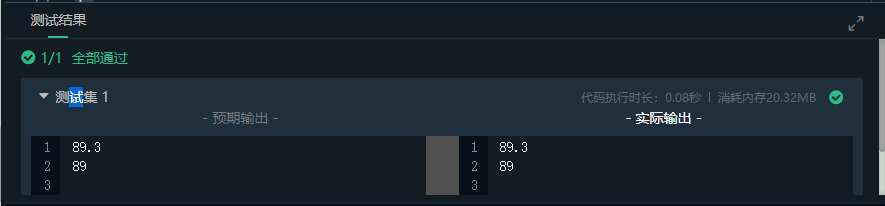 测试结果
1/1 全部通过
测试集 1
代码执行时长：0.08秒 | 消耗内存20.32MB
- 预期输出 -
- 实际输出 -
1 89.3
2 89
3
1 89.3
2 89
3